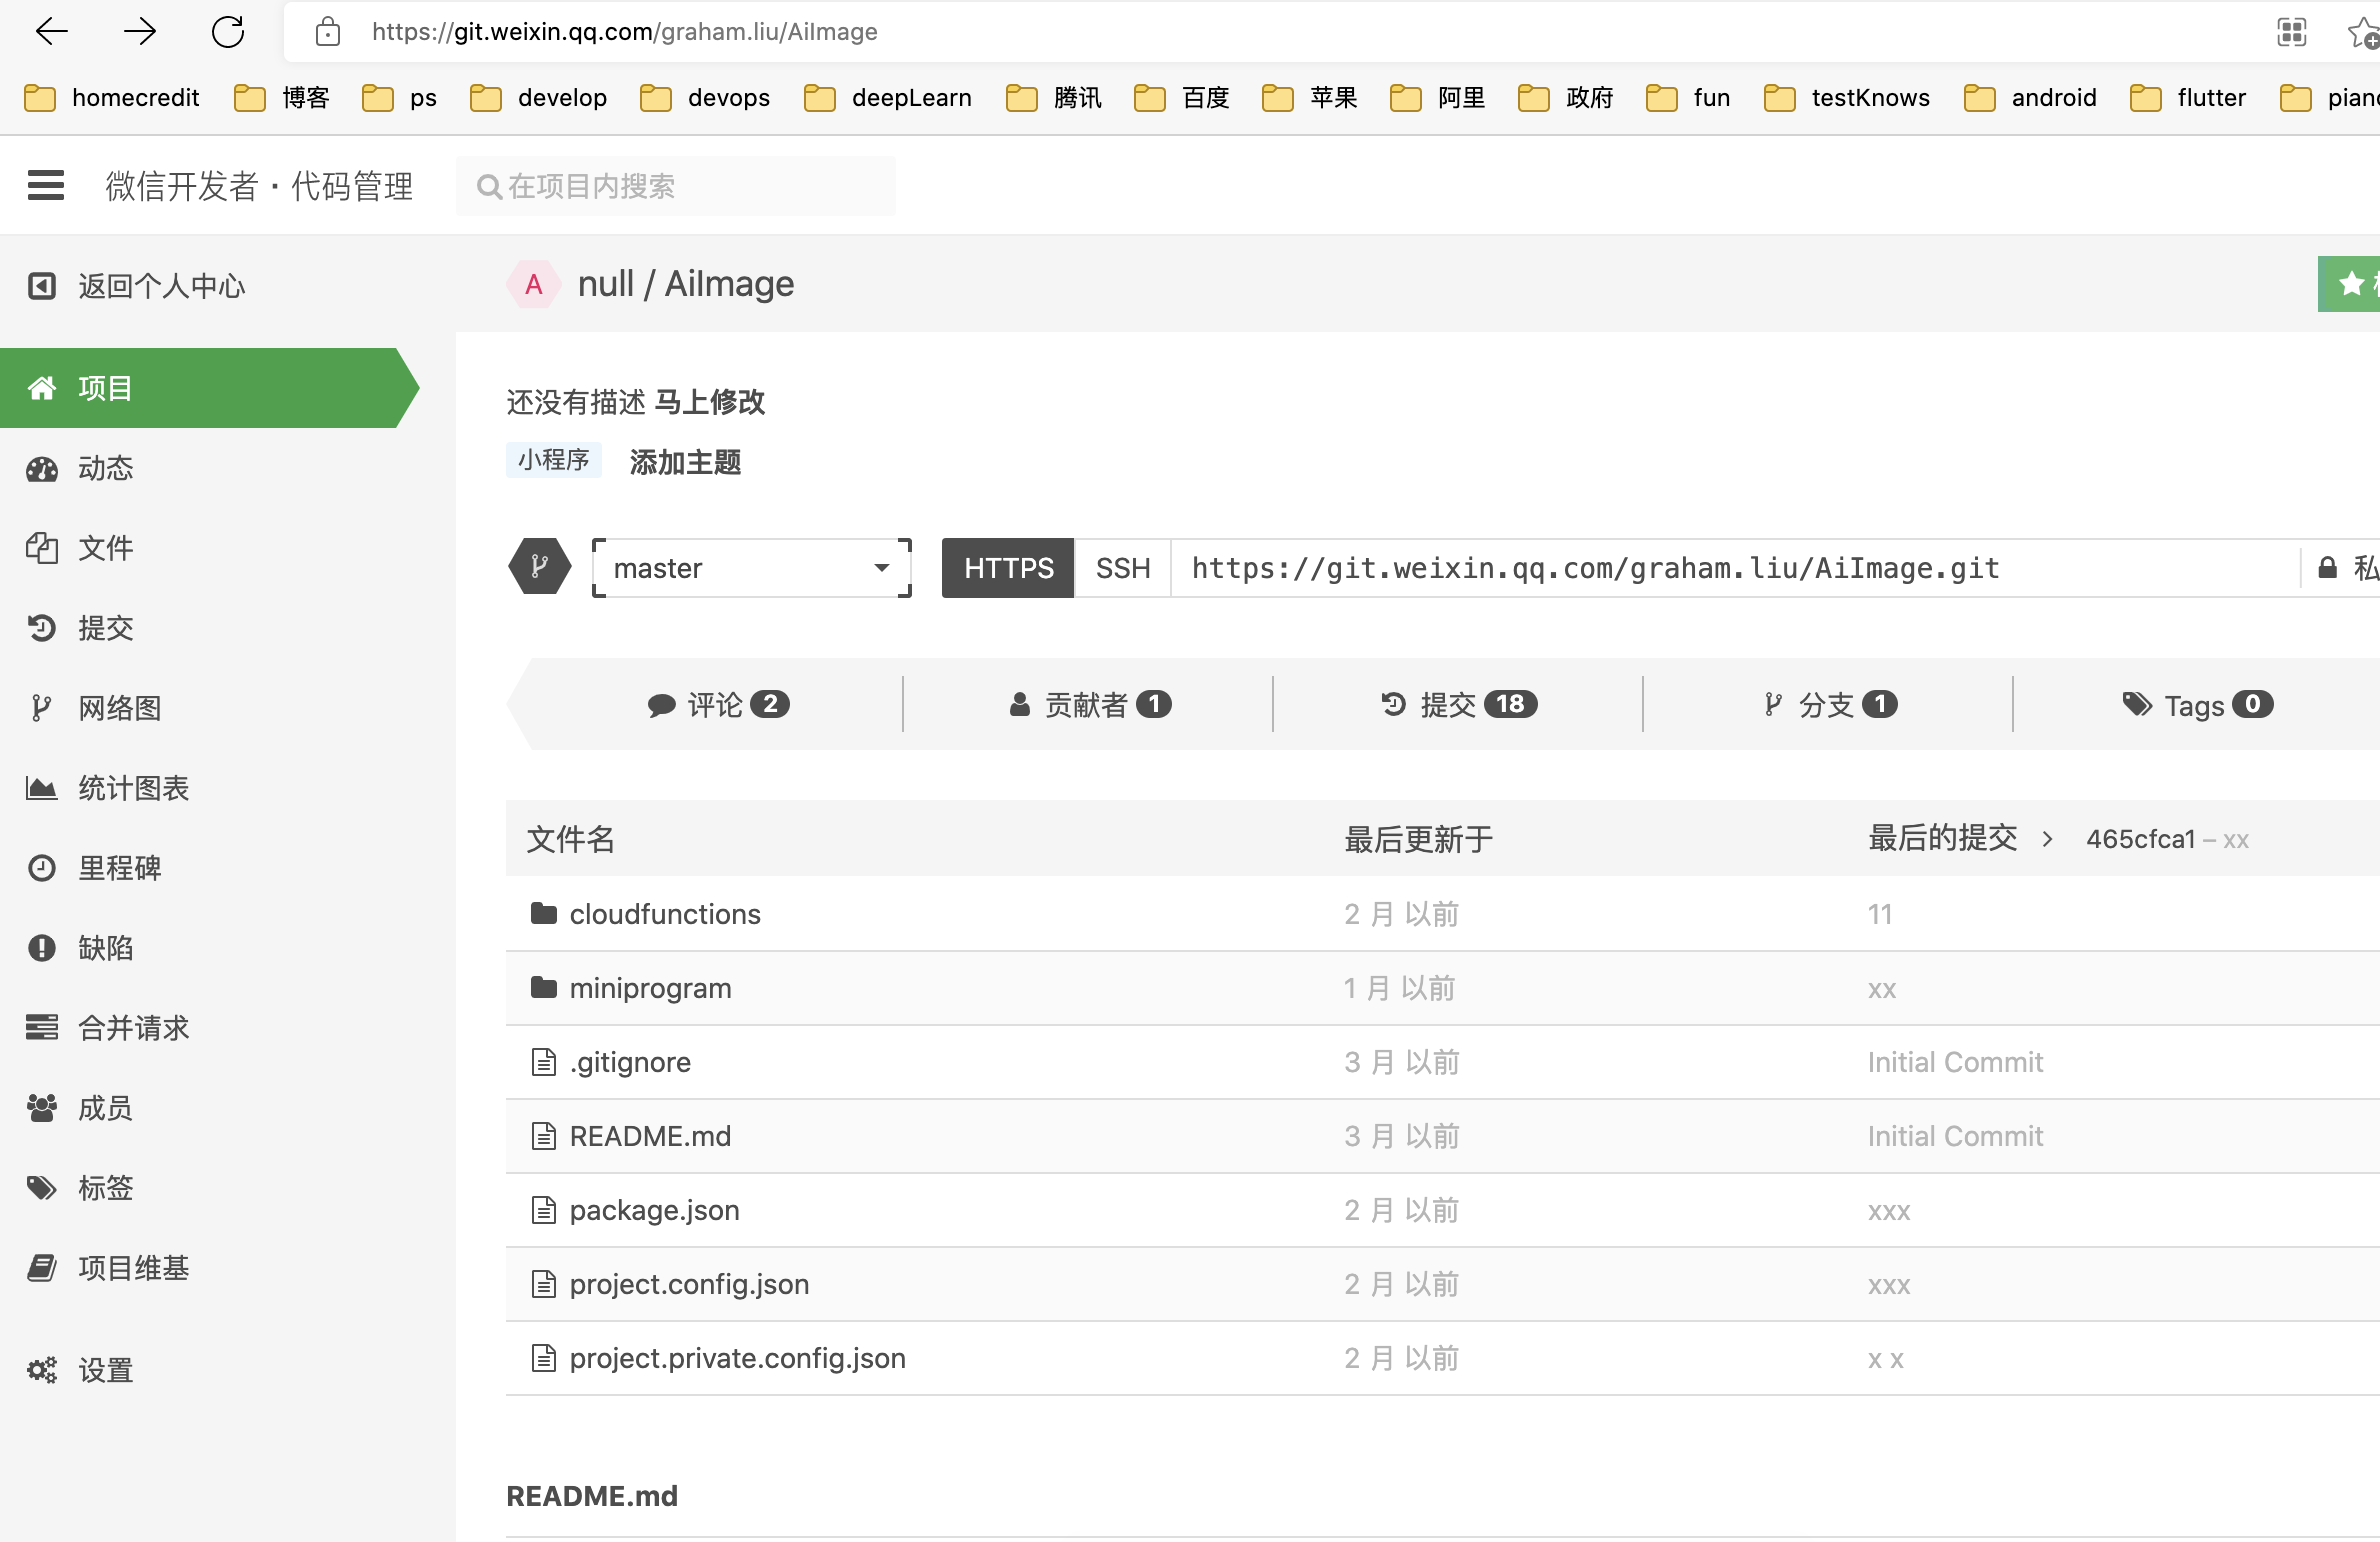 https://git.weixin.qq.com/graham.liu/AiImage
homecredit 博客 ps develop devops deepLearn 腾讯 百度 苹果 阿里 政府 fun testKnows android flutter
微信开发者·代码管理 在项目内搜索
返回个人中心
项目
动态
文件
提交
网络图
统计图表
里程碑
缺陷
合并请求
成员
标签
项目维基
设置
A null / AiImage
还没有描述 马上修改
小程序 添加主题
master HTTPS SSH https://git.weixin.qq.com/graham.liu/AiImage.git 私
评论 2 贡献者 1 提交 18 分支 1 Tags 0
文件名 最后更新于 最后的提交 > 465cfca1 – xx
cloudfunctions 2 月 以前 11
miniprogram 1 月 以前 xx
.gitignore 3 月 以前 Initial Commit
README.md 3 月 以前 Initial Commit
package.json 2 月 以前 xxx
project.config.json 2 月 以前 xxx
project.private.config.json 2 月 以前 x x
README.md